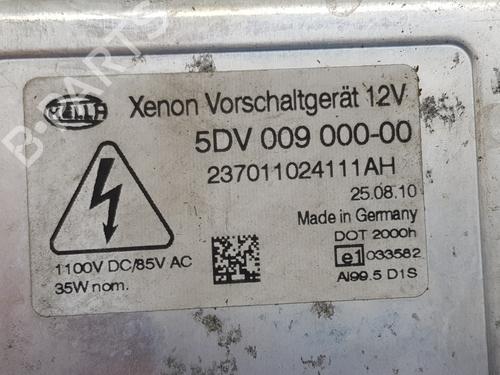 HELLA
Xenon Vorschaltgerät 12V
5DV 009 000-00
237011024111AH
25.08.10
Made in Germany
DOT 2000h
e1 033582
Al99.5 D1S
1100V DC/85V AC
35W nom.
B-PARTS